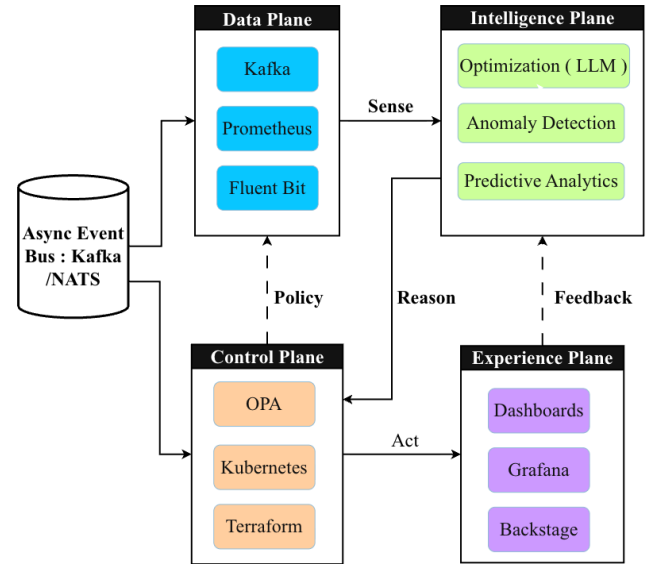 Data Plane
Kafka
Prometheus
Fluent Bit
Sense
Intelligence Plane
Optimization ( LLM )
Anomaly Detection
Predictive Analytics
Async Event
Bus : Kafka
/NATS
Policy
Reason
Feedback
Control Plane
OPA
Kubernetes
Terraform
Act
Experience Plane
Dashboards
Grafana
Backstage